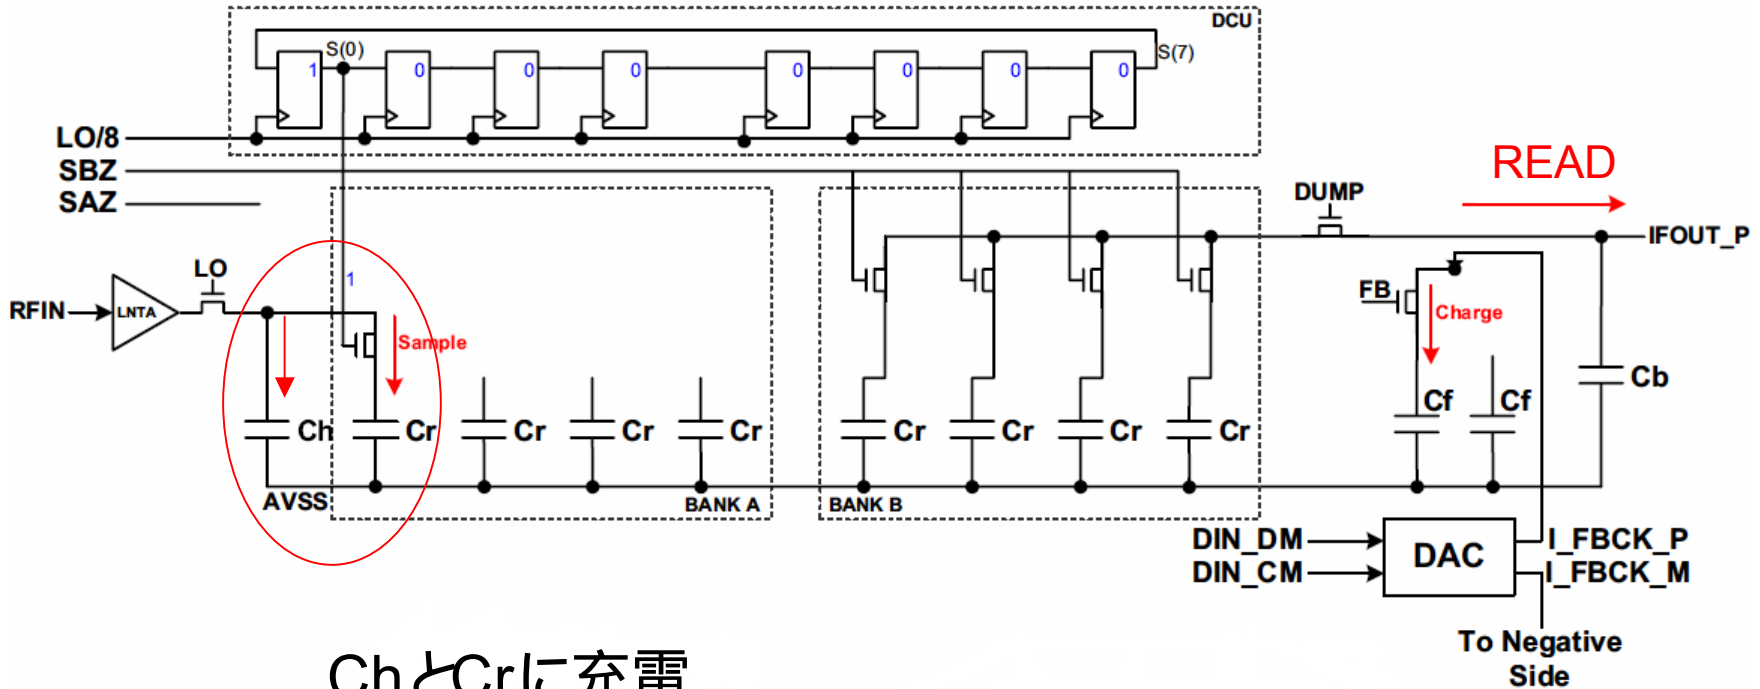 DCU
S(0)
S(7)
1
0
0
0
0
0
0
0
LO/8
SBZ
SAZ
READ
DUMP
IFOUT_P
1
LO
RFIN
LNTA
Sample
FB
Charge
Ch
Cr
Cr
Cr
Cr
Cr
Cr
Cr
Cr
Cf
Cf
Cb
AVSS
BANK A
BANK B
DIN_DM
DIN_CM
DAC
I_FBCK_P
I_FBCK_M
To Negative
Side
ChとCrに充電